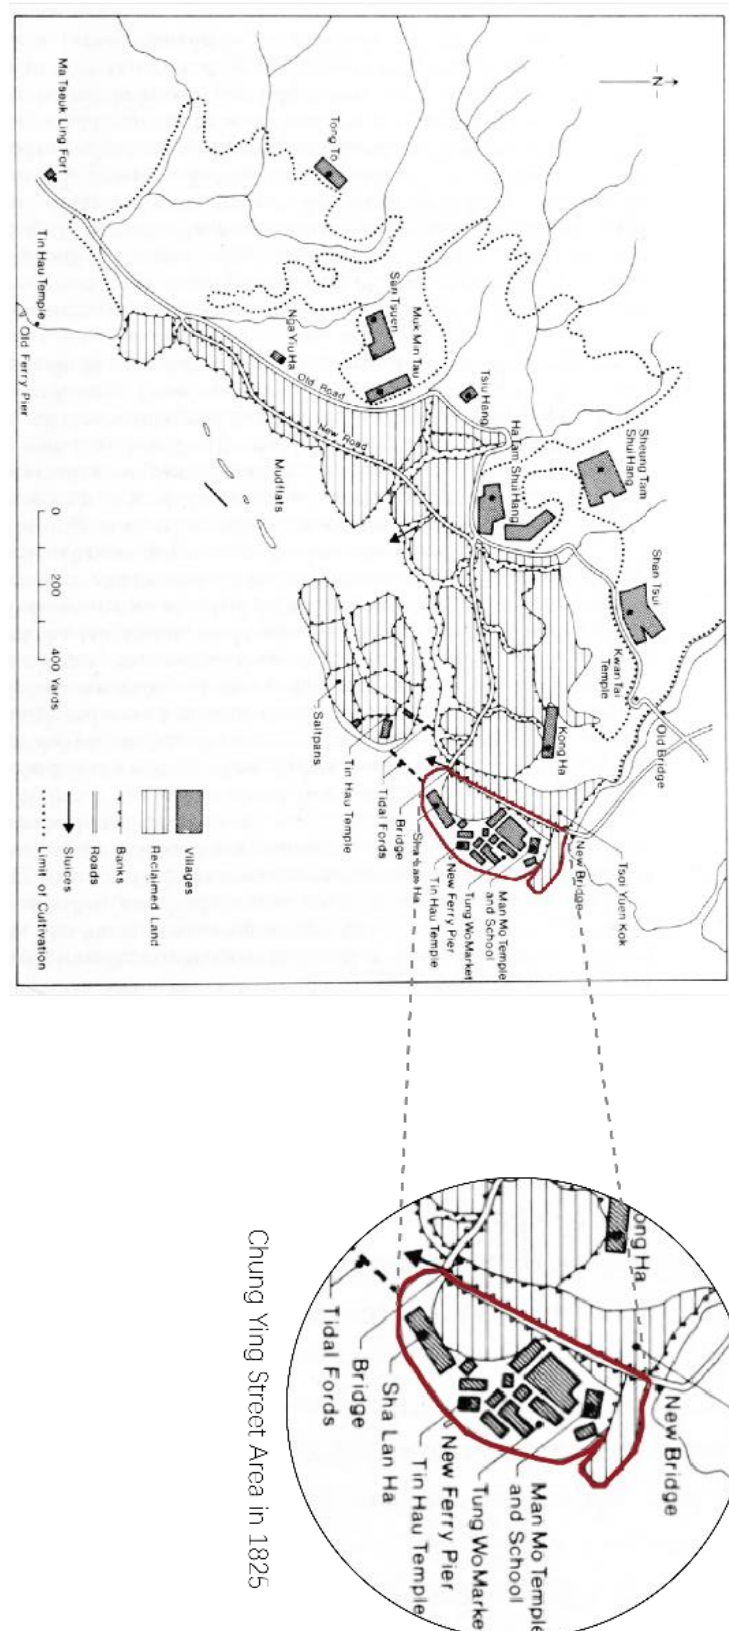 N
Ma Tseuk Ling Fort
Tong To
Tin Hau Temple
Old Ferry Pier
San Tsuen
Muk Min Tau
Nga Yiu Ha
Old Road
New Road
Tsiu Hang
Ha Tam Shui Hang
Sheung Tam
Shui Hang
Shan Tsui
Kwan Tai
Temple
Old Bridge
Mudflats
Kong Ha
Saltpans
Tin Hau Temple
Tidal Fords
Bridge
Sha Lan Ha
Tin Hau Temple
New Ferry Pier
Tung Wo Market
Man Mo Temple
and School
New Bridge
Tsoi Yuen Kok
0 200 400 Yards
Villages
Reclaimed Land
Banks
Roads
Sluices
Limit of Cultivation
ong Ha
New Bridge
Man Mo Temple
and School
Tung Wo Marke
New Ferry Pier
Tin Hau Temple
Sha Lan Ha
Bridge
Tidal Fords
Chung Ying Street Area in 1825